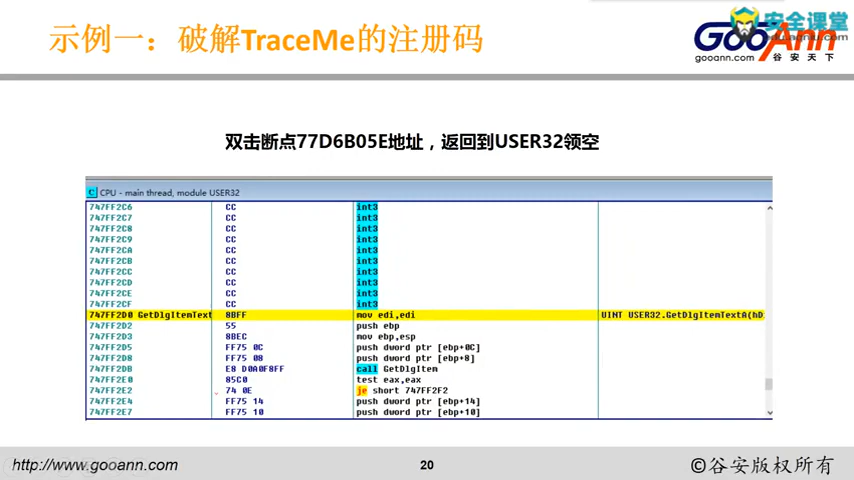 示例一：破解TraceMe的注册码
安全课堂
edu.gooann.com
GooAnn
gooann.com 谷安天下
双击断点77D6B05E地址，返回到USER32领空
C CPU - main thread, module USER32
747FF2C6 CC int3
747FF2C7 CC int3
747FF2C8 CC int3
747FF2C9 CC int3
747FF2CA CC int3
747FF2CB CC int3
747FF2CC CC int3
747FF2CD CC int3
747FF2CE CC int3
747FF2CF CC int3
747FF2D0 GetDlgItemText 8BFF mov edi,edi UINT USER32.GetDlgItemTextA(hD
747FF2D2 55 push ebp
747FF2D3 8BEC mov ebp,esp
747FF2D5 FF75 0C push dword ptr [ebp+0C]
747FF2D8 FF75 08 push dword ptr [ebp+8]
747FF2DB E8 D0A0F8FF call GetDlgItem
747FF2E0 85C0 test eax,eax
747FF2E2 74 0E je short 747FF2F2
747FF2E4 FF75 14 push dword ptr [ebp+14]
747FF2E7 FF75 10 push dword ptr [ebp+10]
http://www.gooann.com
20
©谷安版权所有